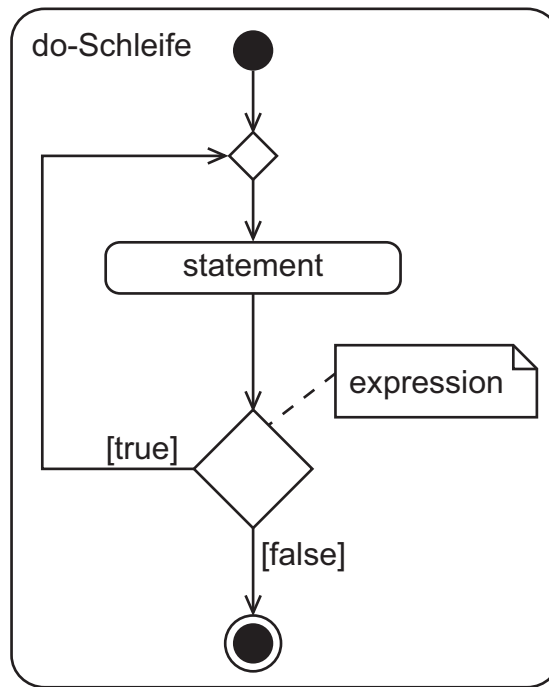 do-Schleife
statement
expression
[true]
[false]